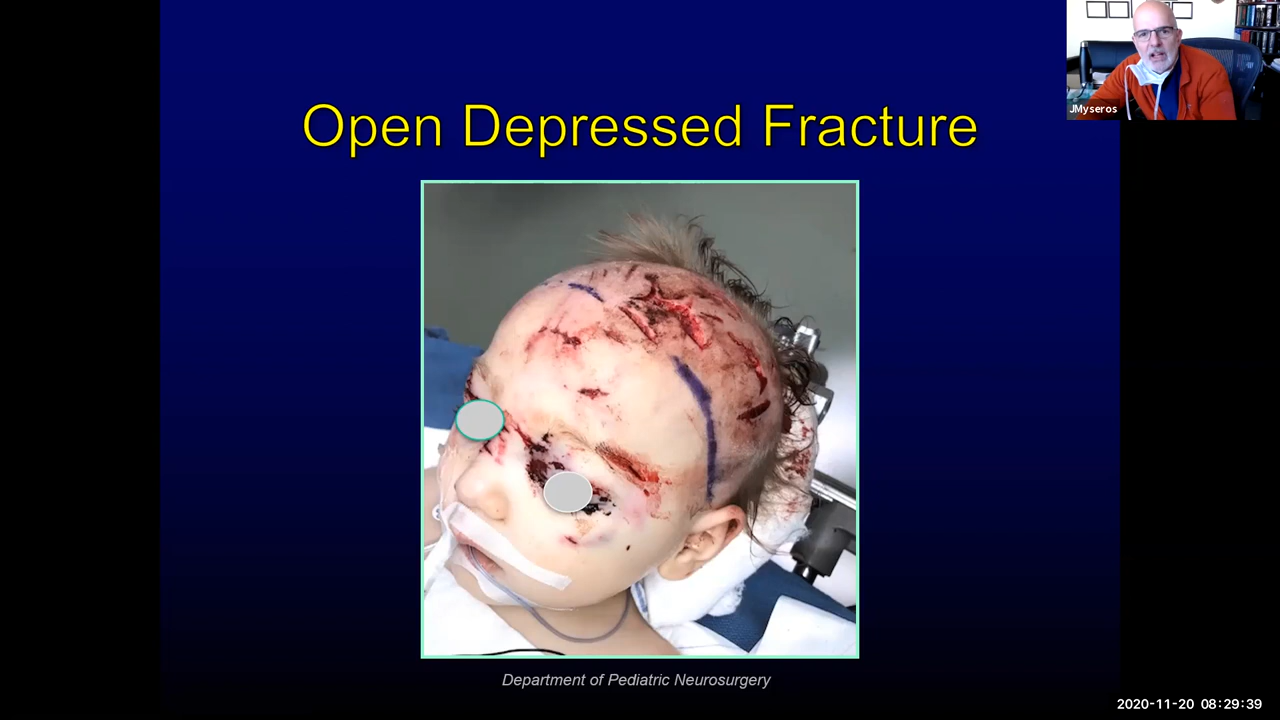 JMyseros
Open Depressed Fracture
Department of Pediatric Neurosurgery
2020-11-20 08:29:39